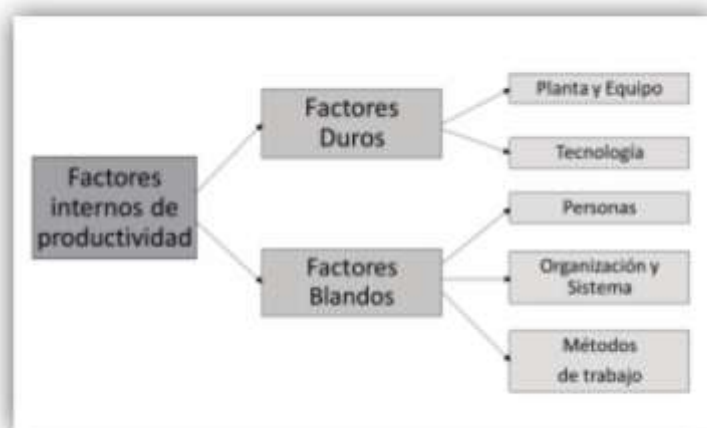 Factores
internos de
productividad
Factores
Duros
Factores
Blandos
Planta y Equipo
Tecnología
Personas
Organización y
Sistema
Métodos
de trabajo